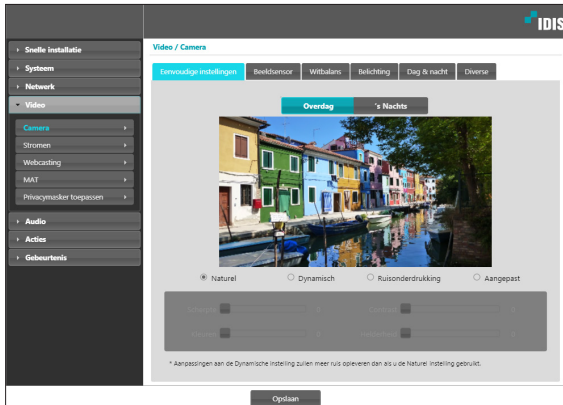 IDIS
Snelle installatie
Systeem
Netwerk
Video
Camera
Stromen
Webcasting
MAT
Privacymasker toepassen
Audio
Acties
Gebeurtenis
Video / Camera
Eenvoudige instellingen Beeldsensor Witbalans Belichting Dag & nacht Diverse
Overdag 's Nachts
Naturel Dynamisch Ruisonderdrukking Aangepast
* Aanpassingen aan de Dynamische instelling zullen meer ruis opleveren dan als u de Naturel instelling gebruikt.
Opslaan